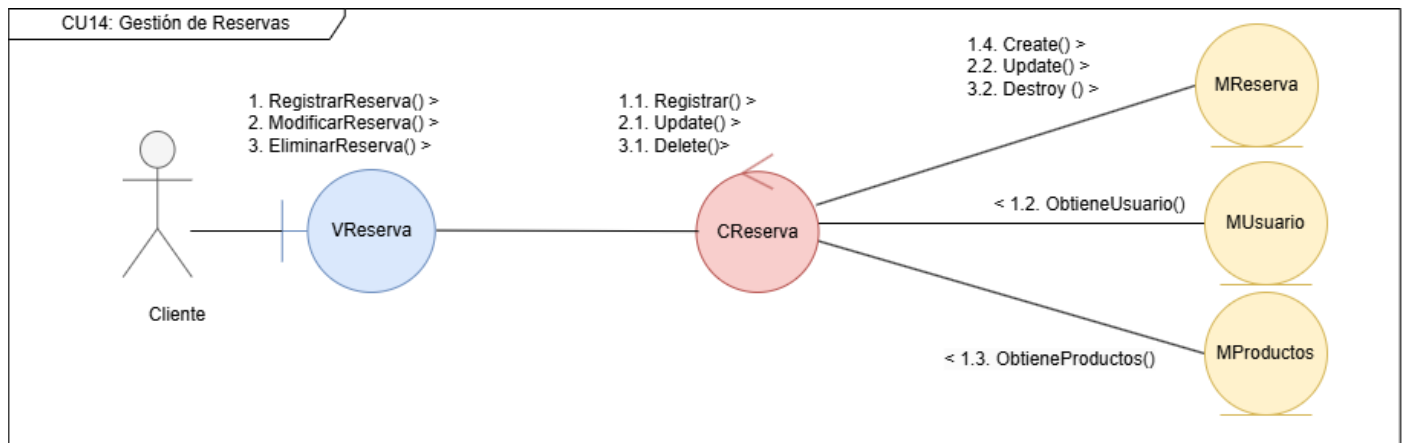 CU14: Gestión de Reservas
1. RegistrarReserva() >
2. ModificarReserva() >
3. EliminarReserva() >
1.1. Registrar() >
2.1. Update() >
3.1. Delete()>
1.4. Create() >
2.2. Update() >
3.2. Destroy () >
MReserva
< 1.2. ObtieneUsuario()
VReserva
CReserva
MUsuario
Cliente
< 1.3. ObtieneProductos()
MProductos